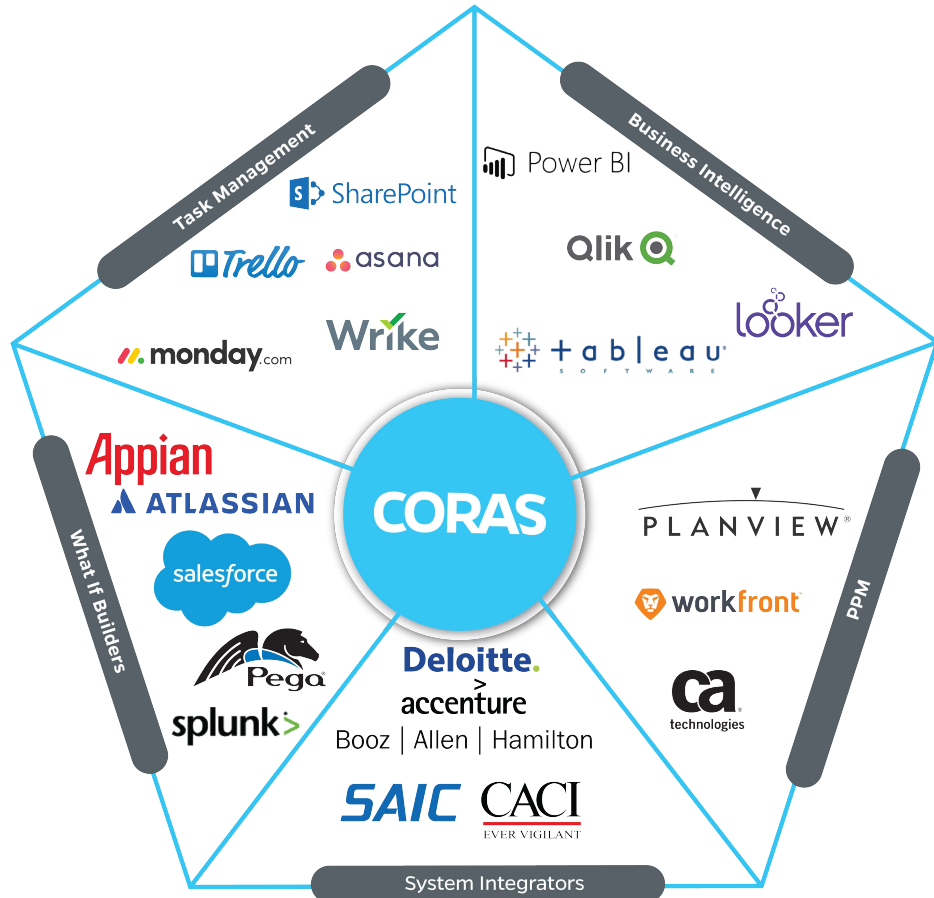 Task Management
SharePoint
Trello
asana
Wrike
monday.com
Business Intelligence
Power BI
Qlik
looker
tableau®
SOFTWARE
CORAS
What If Builders
Appian
ATLASSIAN
salesforce
Pega®
splunk>
PPM
PLANVIEW®
workfront
ca
technologies
Deloitte.
>
accenture
Booz | Allen | Hamilton
SAIC
CACI
EVER VIGILANT
System Integrators